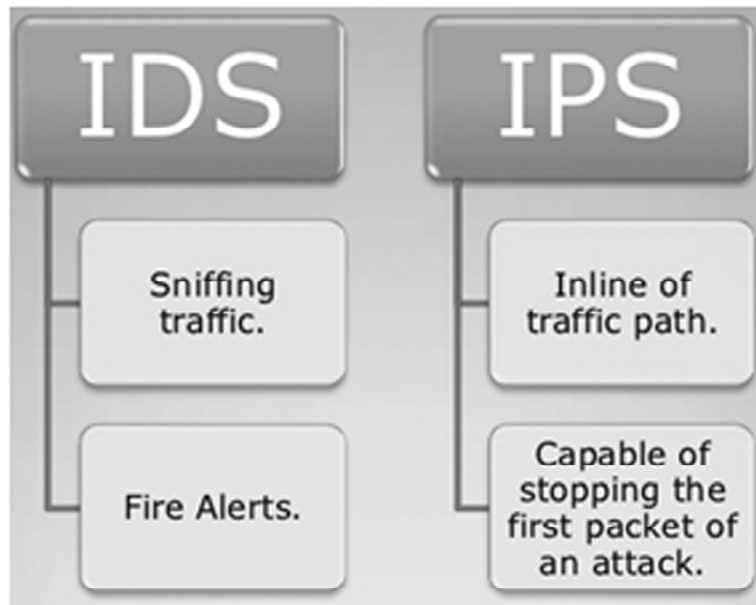 IDS
Sniffing
traffic.
Fire Alerts.
IPS
Inline of
traffic path.
Capable of
stopping the
first packet of
an attack.